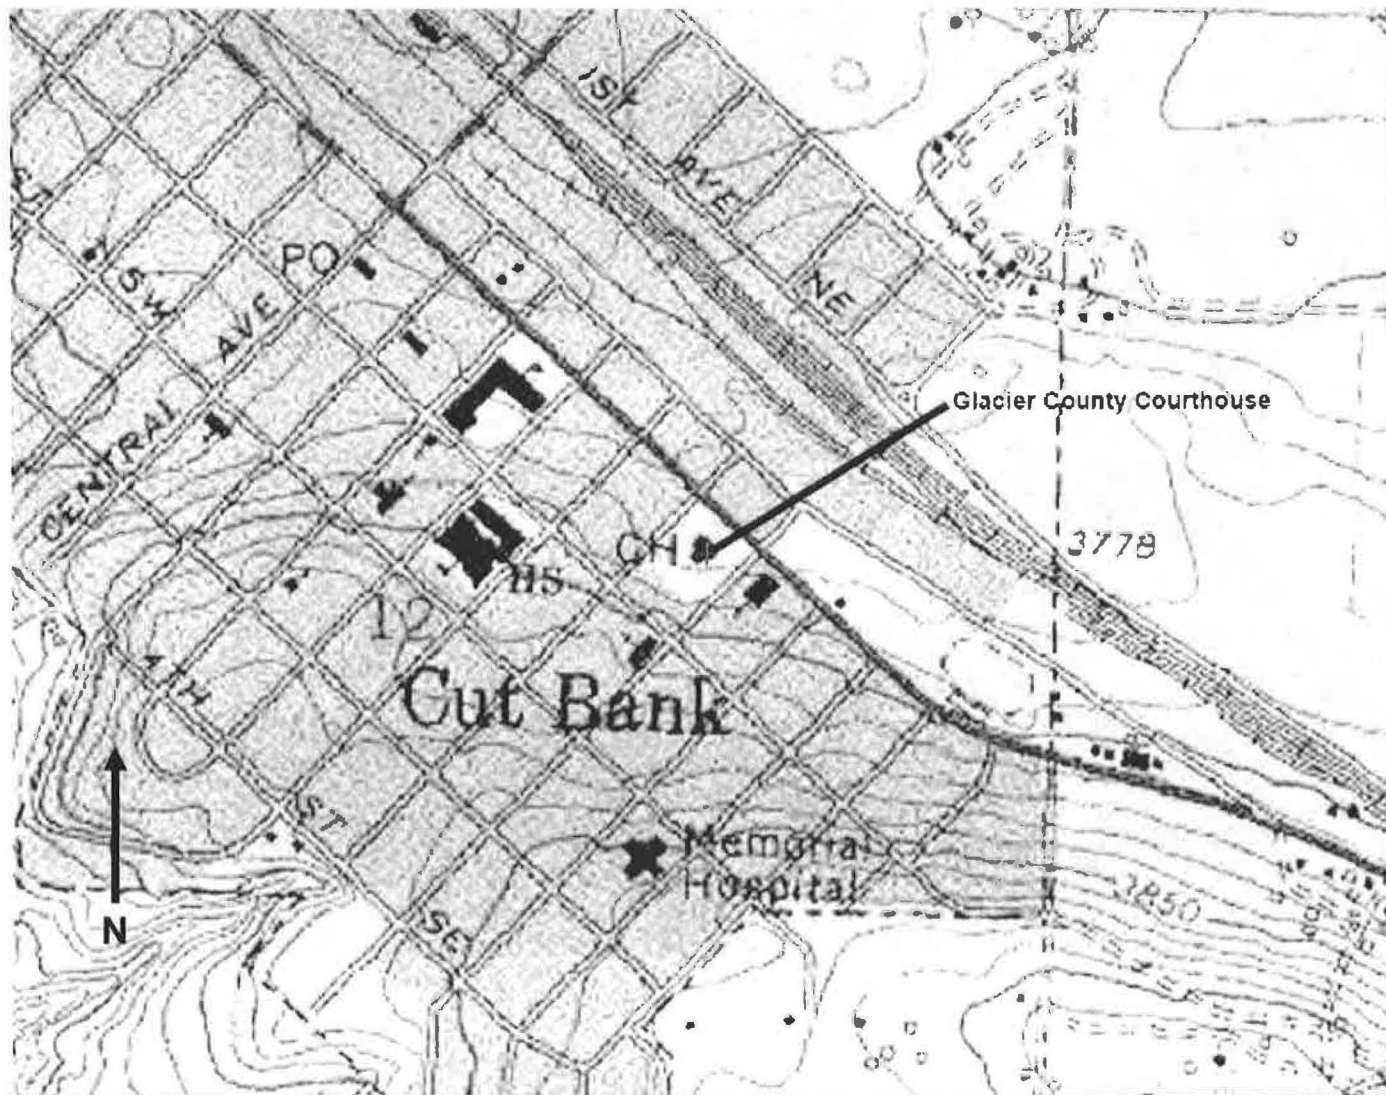 1ST
AVE
NE
ST
SW
PO
CENTRAL AVE
Glacier County Courthouse
3778
CH
HS
12
Cut Bank
4TH
ST
SE
Memorial
Hospital
3850
N